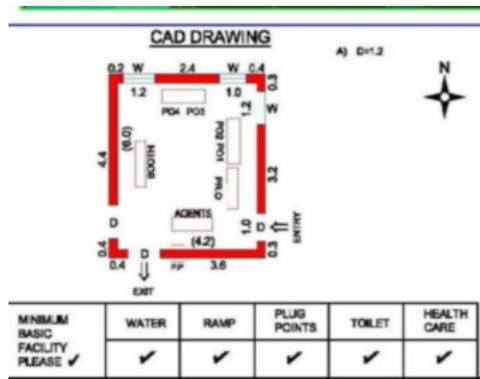 CAD DRAWING
A) D=1.2
N
0.2 W 2.4 W 0.4
1.2 1.0
0.3
1.2
W
PO4 PO3
(6.0)
4.4
BOOTH
PO2 PO1
PRLO
3.2
AGENTS
D
1.0
D
ENTRY
0.4
D
(4.2)
0.3
0.4
P.P
3.6
EXIT
MINIMUM BASIC FACILITY PLEASE ✓
WATER
RAMP
PLUG POINTS
TOILET
HEALTH CARE
✓ ✓ ✓ ✓ ✓